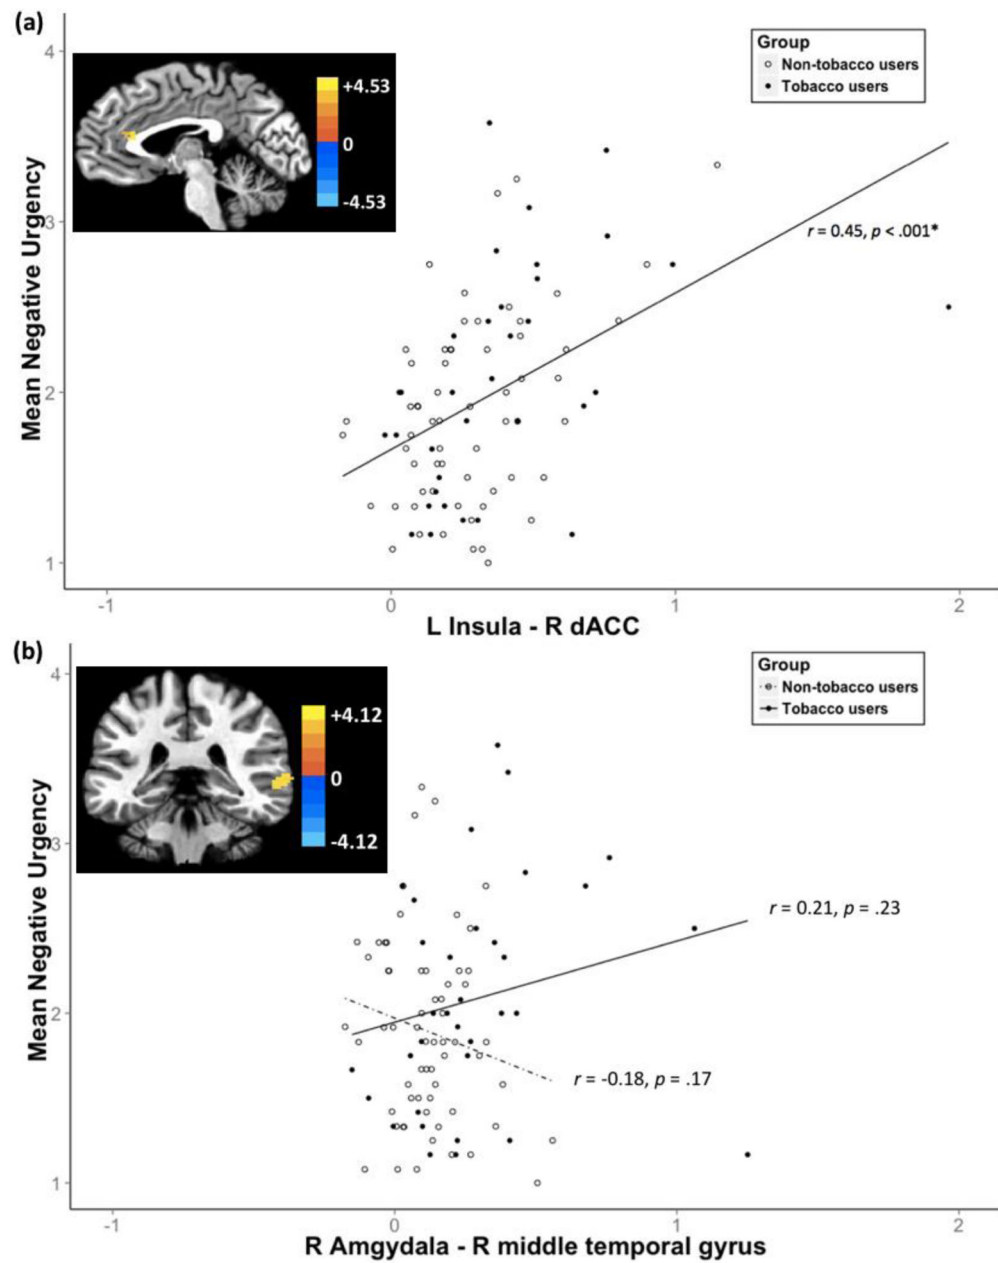 (a)
4
3
2
1
Mean Negative Urgency
+4.53
0
-4.53
Group
Non-tobacco users
Tobacco users
r = 0.45, p < .001*
-1
0
1
2
L Insula - R dACC
(b)
4
3
2
1
Mean Negative Urgency
+4.12
0
-4.12
Group
Non-tobacco users
Tobacco users
r = 0.21, p = .23
r = -0.18, p = .17
-1
0
1
2
R Amgydala - R middle temporal gyrus